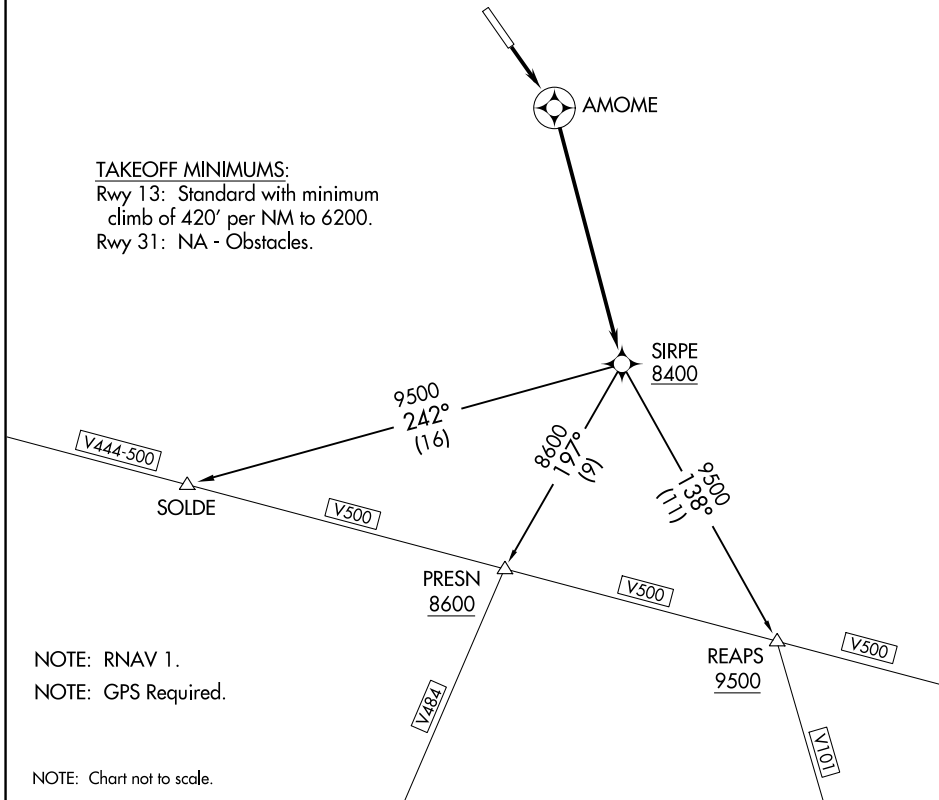 AMOME
TAKEOFF MINIMUMS:
Rwy 13: Standard with minimum
climb of 420' per NM to 6200.
Rwy 31: NA - Obstacles.
SIRPE
8400
9500
242°
(16)
8600
197°
(9)
9500
138°
(11)
V444-500
SOLDE
V500
PRESN
8600
V500
REAPS
9500
V500
V484
V101
NOTE: RNAV 1.
NOTE: GPS Required.
NOTE: Chart not to scale.